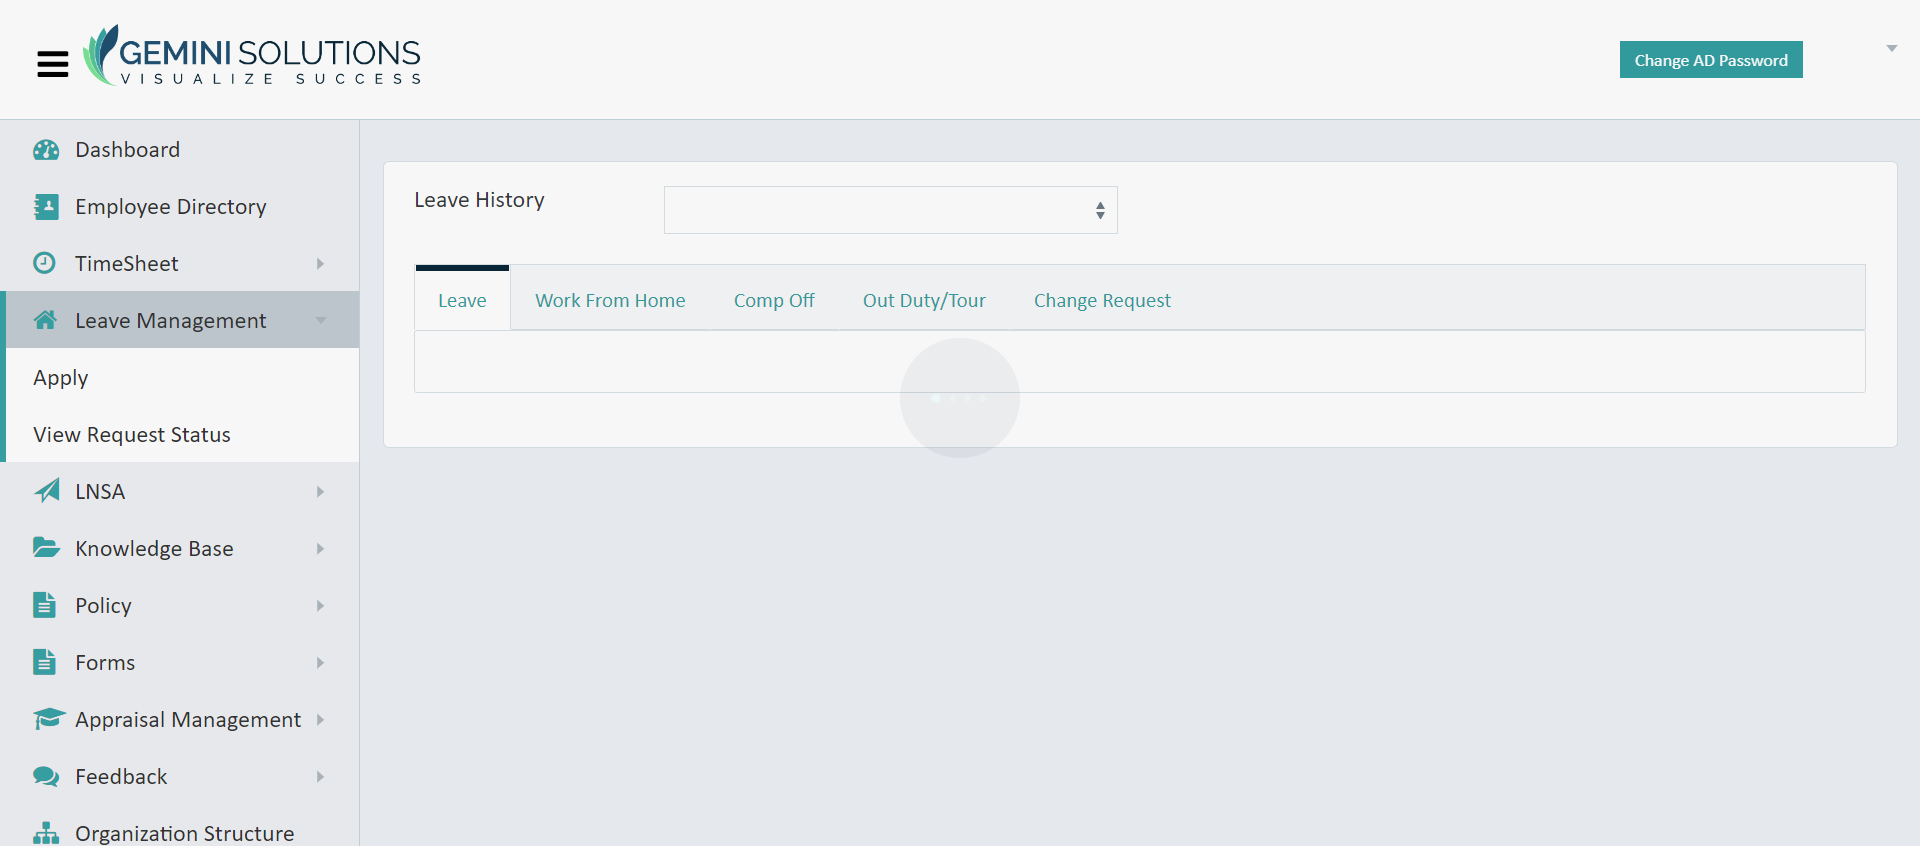 GEMINI SOLUTIONS
VISUALIZE SUCCESS
Change AD Password
Dashboard
Employee Directory
TimeSheet
Leave Management
Apply
View Request Status
LNSA
Knowledge Base
Policy
Forms
Appraisal Management
Feedback
Organization Structure
Leave History
Leave Work From Home Comp Off Out Duty/Tour Change Request